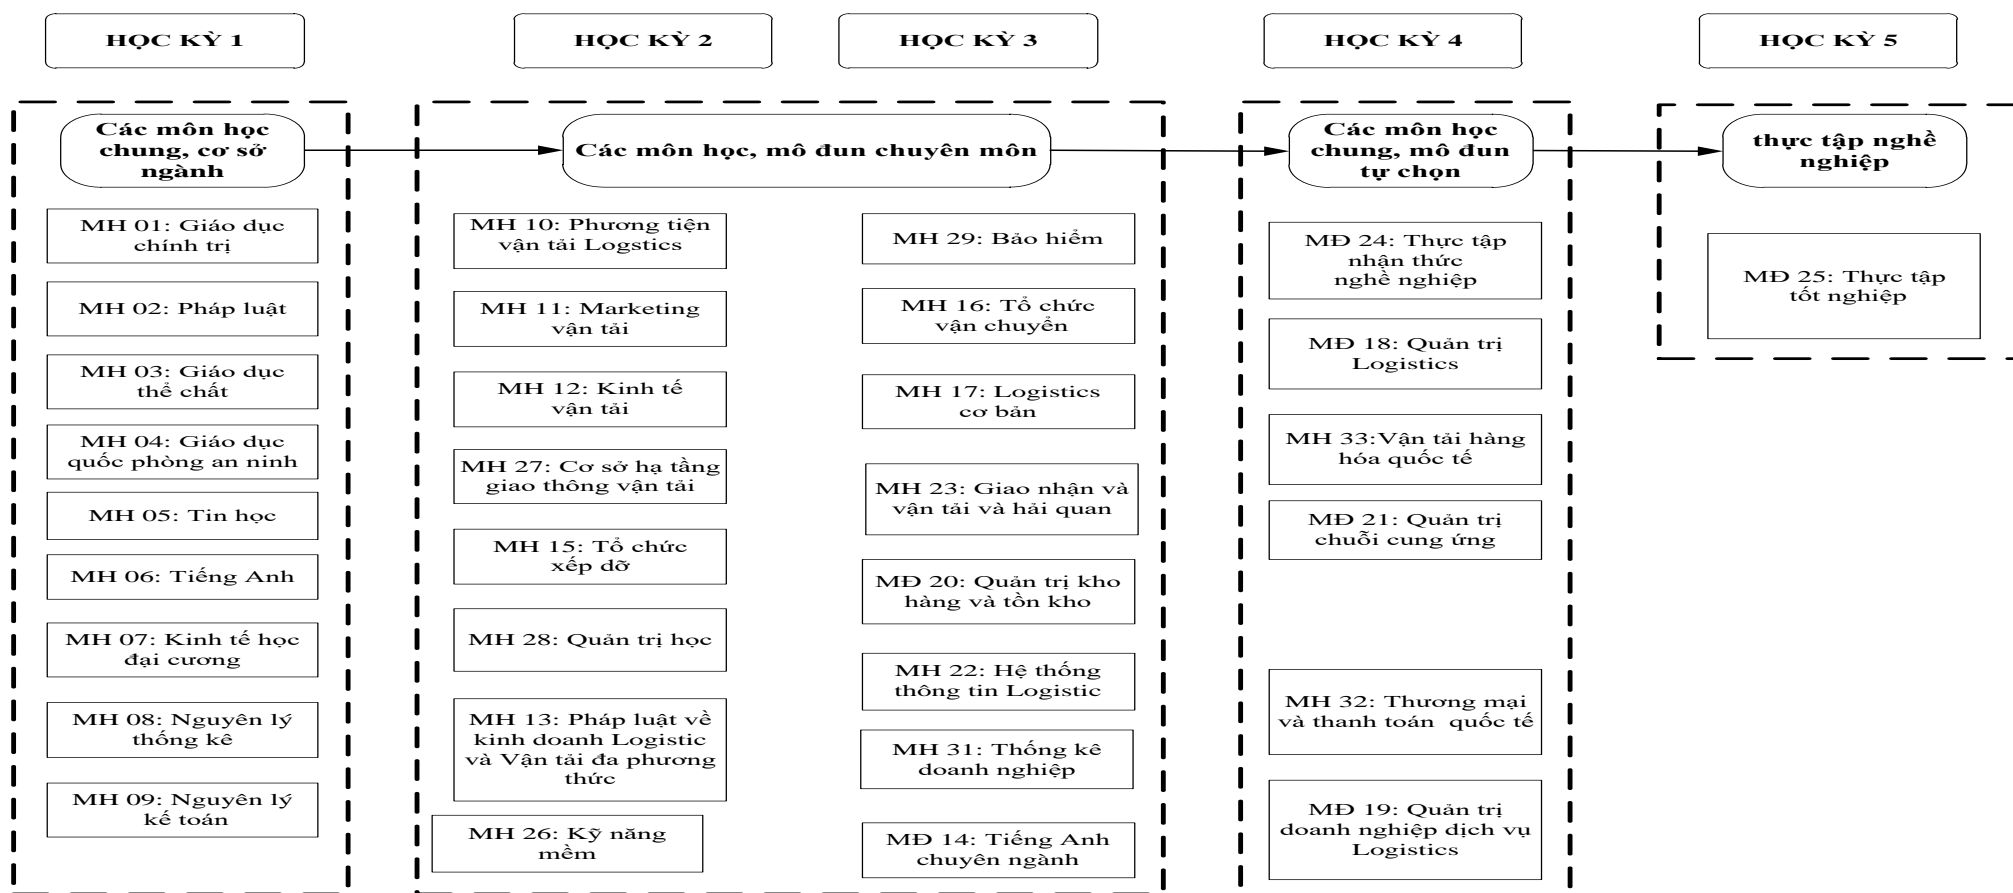 HỌC KỲ 1
HỌC KỲ 2
HỌC KỲ 3
HỌC KỲ 4
HỌC KỲ 5
Các môn học
chung, cơ sở
ngành
Các môn học, mô đun chuyên môn
Các môn học
chung, mô đun
tự chọn
thực tập nghề
nghiệp
MH 01: Giáo dục
chính trị
MH 02: Pháp luật
MH 03: Giáo dục
thể chất
MH 04: Giáo dục
quốc phòng an ninh
MH 05: Tin học
MH 06: Tiếng Anh
MH 07: Kinh tế học
đại cương
MH 08: Nguyên lý
thống kê
MH 09: Nguyên lý
kế toán
MH 10: Phương tiện
vận tải Logstics
MH 11: Marketing
vận tải
MH 12: Kinh tế
vận tải
MH 27: Cơ sở hạ tầng
giao thông vận tải
MH 15: Tổ chức
xếp dỡ
MH 28: Quản trị học
MH 13: Pháp luật về
kinh doanh Logistic
và Vận tải đa phương
thức
MH 26: Kỹ năng
mềm
MH 29: Bảo hiểm
MH 16: Tổ chức
vận chuyển
MH 17: Logistics
cơ bản
MH 23: Giao nhận và
vận tải và hải quan
MĐ 20: Quản trị kho
hàng và tồn kho
MH 22: Hệ thống
thông tin Logistic
MH 31: Thống kê
doanh nghiệp
MĐ 14: Tiếng Anh
chuyên ngành
MĐ 24: Thực tập
nhận thức
nghề nghiệp
MĐ 18: Quản trị
Logistics
MH 33:Vận tải hàng
hóa quốc tế
MĐ 21: Quản trị
chuỗi cung ứng
MH 32: Thương mại
và thanh toán  quốc tế
MĐ 19: Quản trị
doanh nghiệp dịch vụ
Logistics
MĐ 25: Thực tập
tốt nghiệp